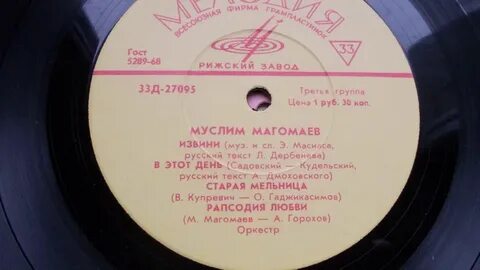 МЕЛОДИЯ
ВСЕСОЮЗНАЯ ФИРМА ГРАМПЛАСТИНОК
Гост
5289-68
33
РИЖСКИЙ ЗАВОД
33Д-27095
Третья группа
Цена 1 руб. 30 коп.
МУСЛИМ МАГОМАЕВ
ИЗВИНИ (муз. и сл. Э. Масиаса,
русский текст Л. Дербенева)
В ЭТОТ ДЕНЬ (Садовский — Кудельский,
русский текст А. Дмоховского)
СТАРАЯ МЕЛЬНИЦА
(В. Купревич — О. Гаджикасимов)
РАПСОДИЯ ЛЮБВИ
(М. Магомаев — А. Горохов)
Оркестр